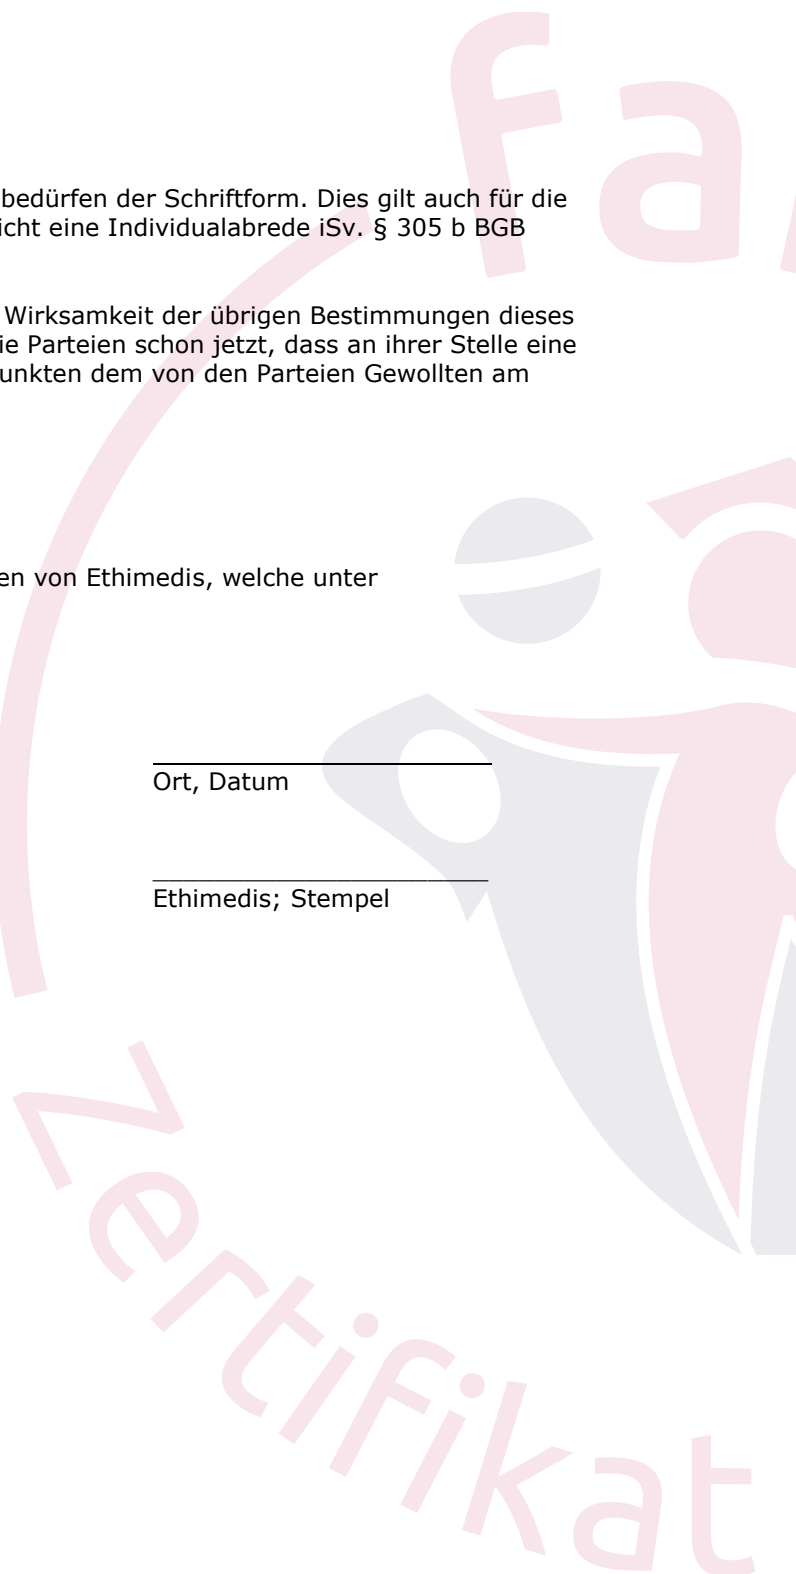 fa
bedürfen der Schriftform. Dies gilt auch für die
icht eine Individualabrede iSv. § 305 b BGB
Wirksamkeit der übrigen Bestimmungen dieses
ie Parteien schon jetzt, dass an ihrer Stelle eine
unkten dem von den Parteien Gewollten am
en von Ethimedis, welche unter
Ort, Datum
Ethimedis; Stempel
Zertifikat